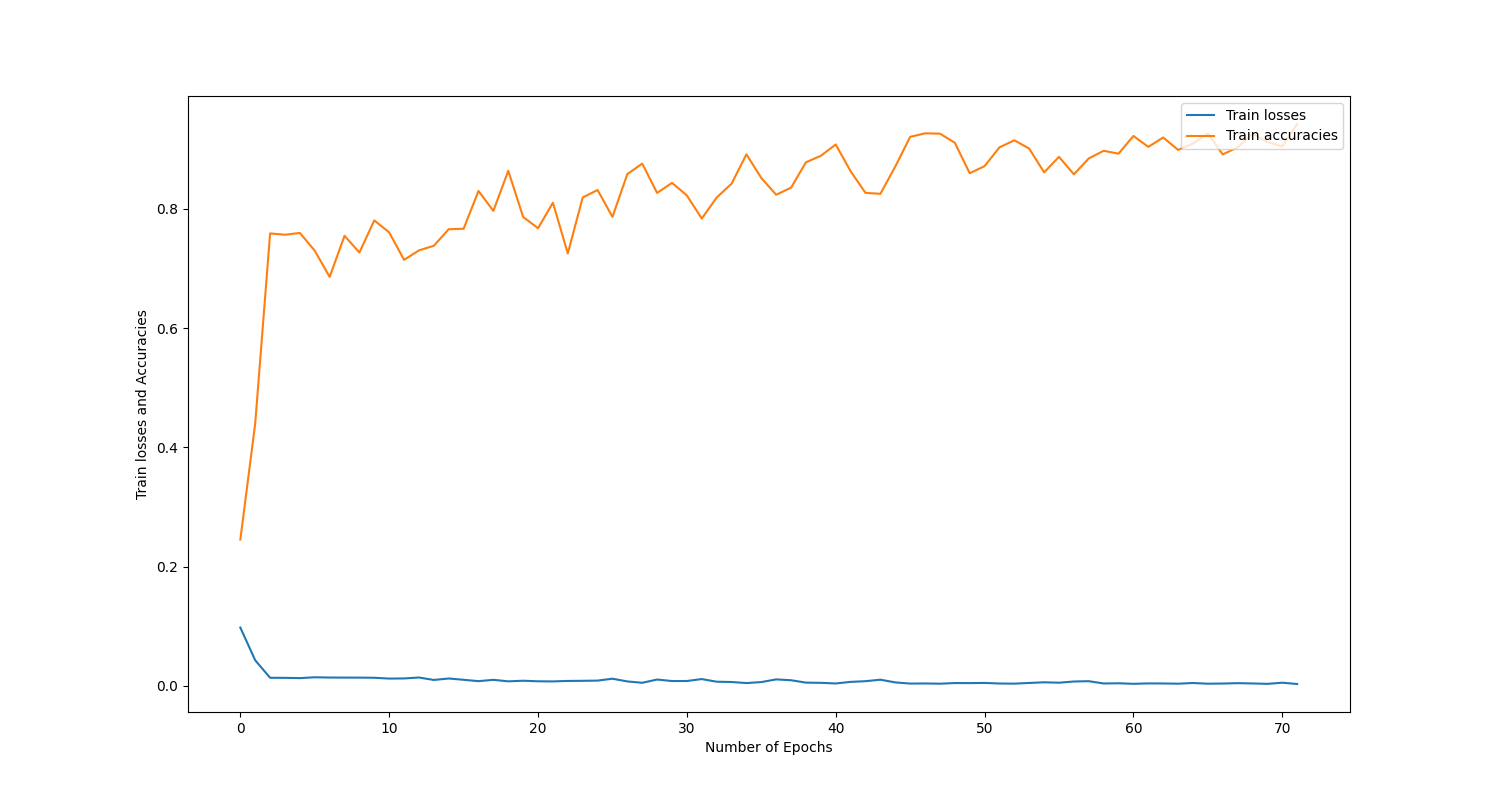 Train losses
Train accuracies
Train losses and Accuracies
0.8
0.6
0.4
0.2
0.0
0 10 20 30 40 50 60 70
Number of Epochs